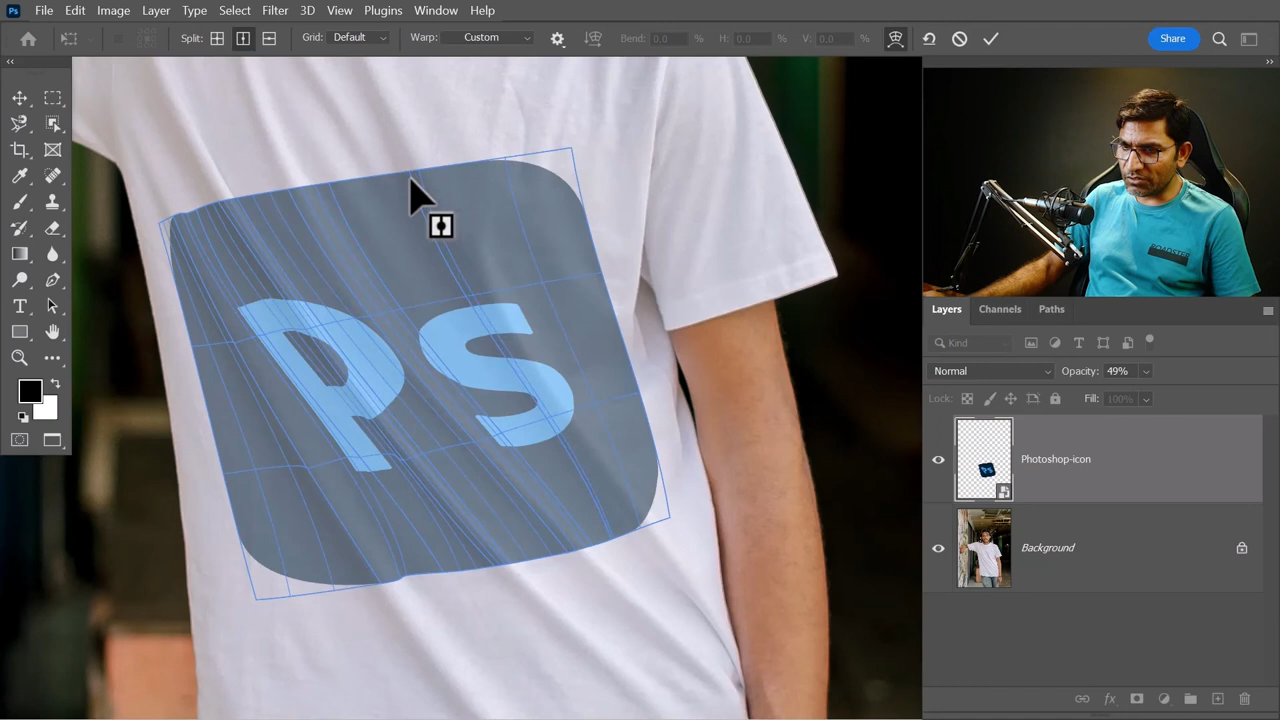 Ps File Edit Image Layer Type Select Filter 3D View Plugins Window Help
Split: Grid: Default Warp: Custom Bend: 0.0 % H: 0.0 % V: 0.0 % Share
Layers Channels Paths
Kind
Normal Opacity: 49%
Lock: Fill: 100%
Photoshop-icon
Background
Ps
ROADSTER